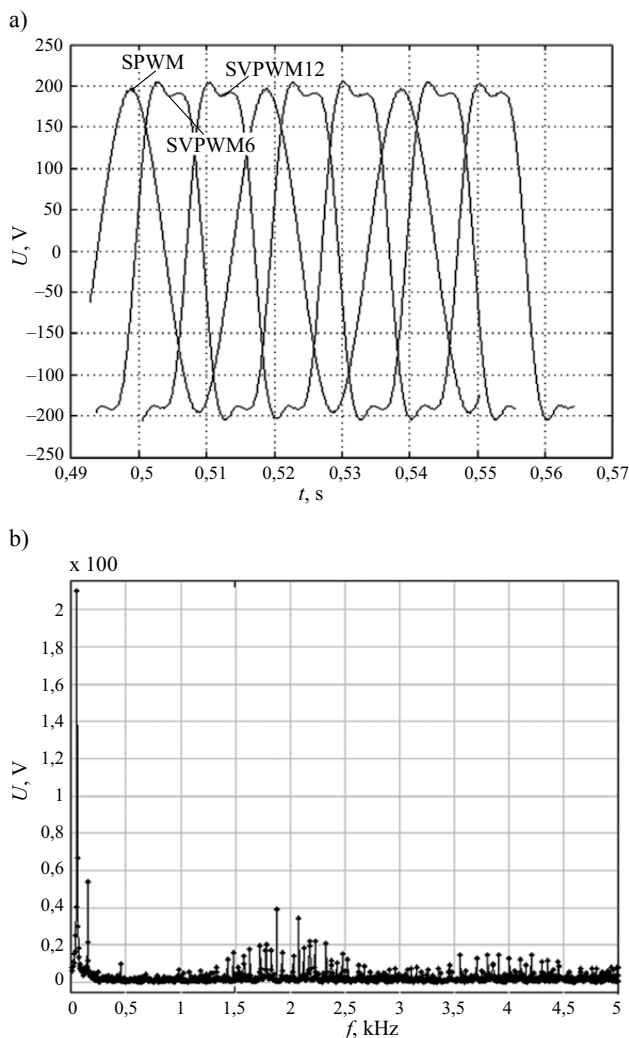 a)
250
200
150
100
50
0
–50
–100
–150
–200
–250
U, V
SPWM
SVPWM12
SVPWM6
0,49 0,5 0,51 0,52 0,53 0,54 0,55 0,56 0,57
t, s
b)
x 100
2
1,8
1,6
1,4
1,2
1
0,8
0,6
0,4
0,2
0
U, V
0 0,5 1 1,5 2 2,5 3 3,5 4 4,5 5
f, kHz